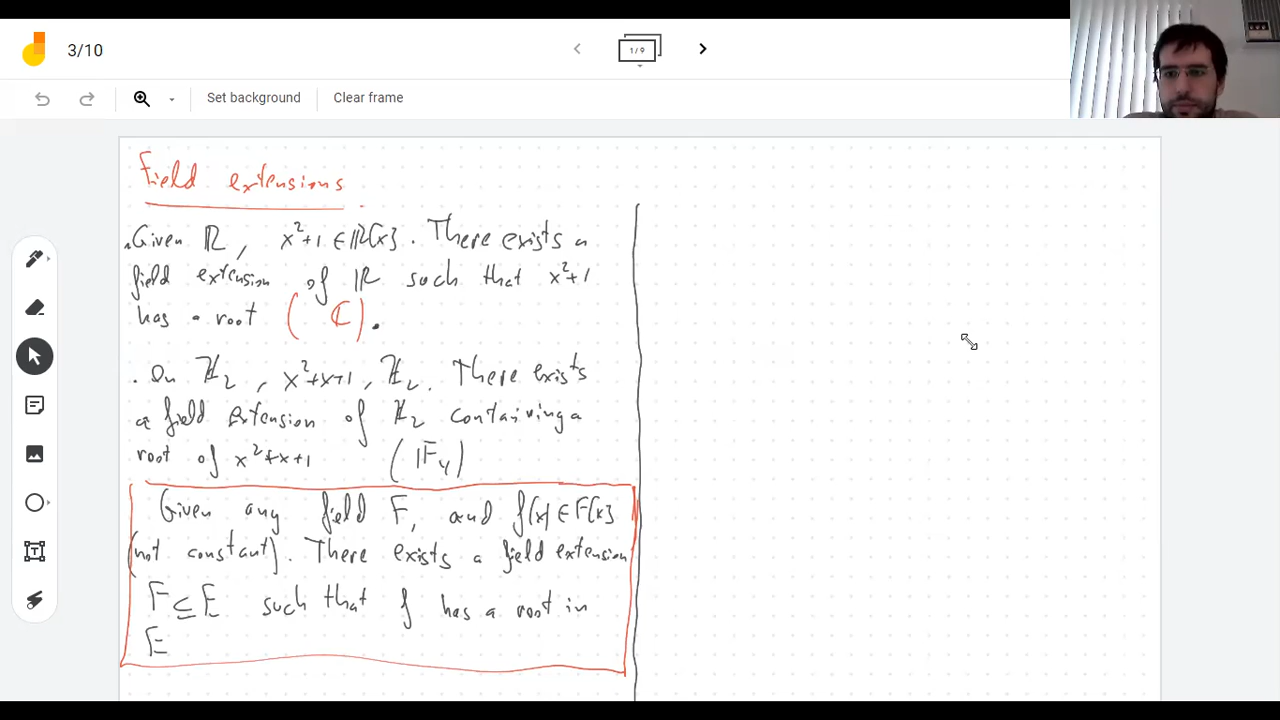 3/10
1/9
Set background
Clear frame
Field extensions
. Given ℝ, x²+1 ∈ ℝ[x]. There exists a
field extension of ℝ such that x²+1
has a root (ℂ).
. On ℤ₂, x²+x+1, ℤ₂. There exists
a field extension of ℤ₂ containing a
root of x²+x+1 (𝔽₄)
Given any field F, and f(x) ∈ F[x]
(not constant). There exists a field extension
F ⊆ E such that f has a root in
E